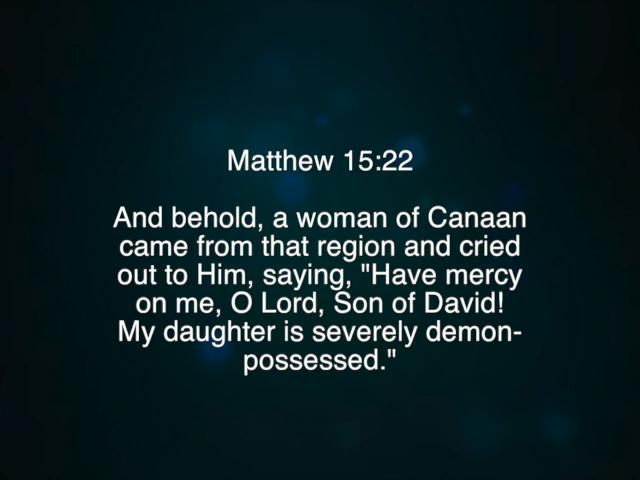 Matthew 15:22
And behold, a woman of Canaan
came from that region and cried
out to Him, saying, "Have mercy
on me, O Lord, Son of David!
My daughter is severely demon-
possessed."